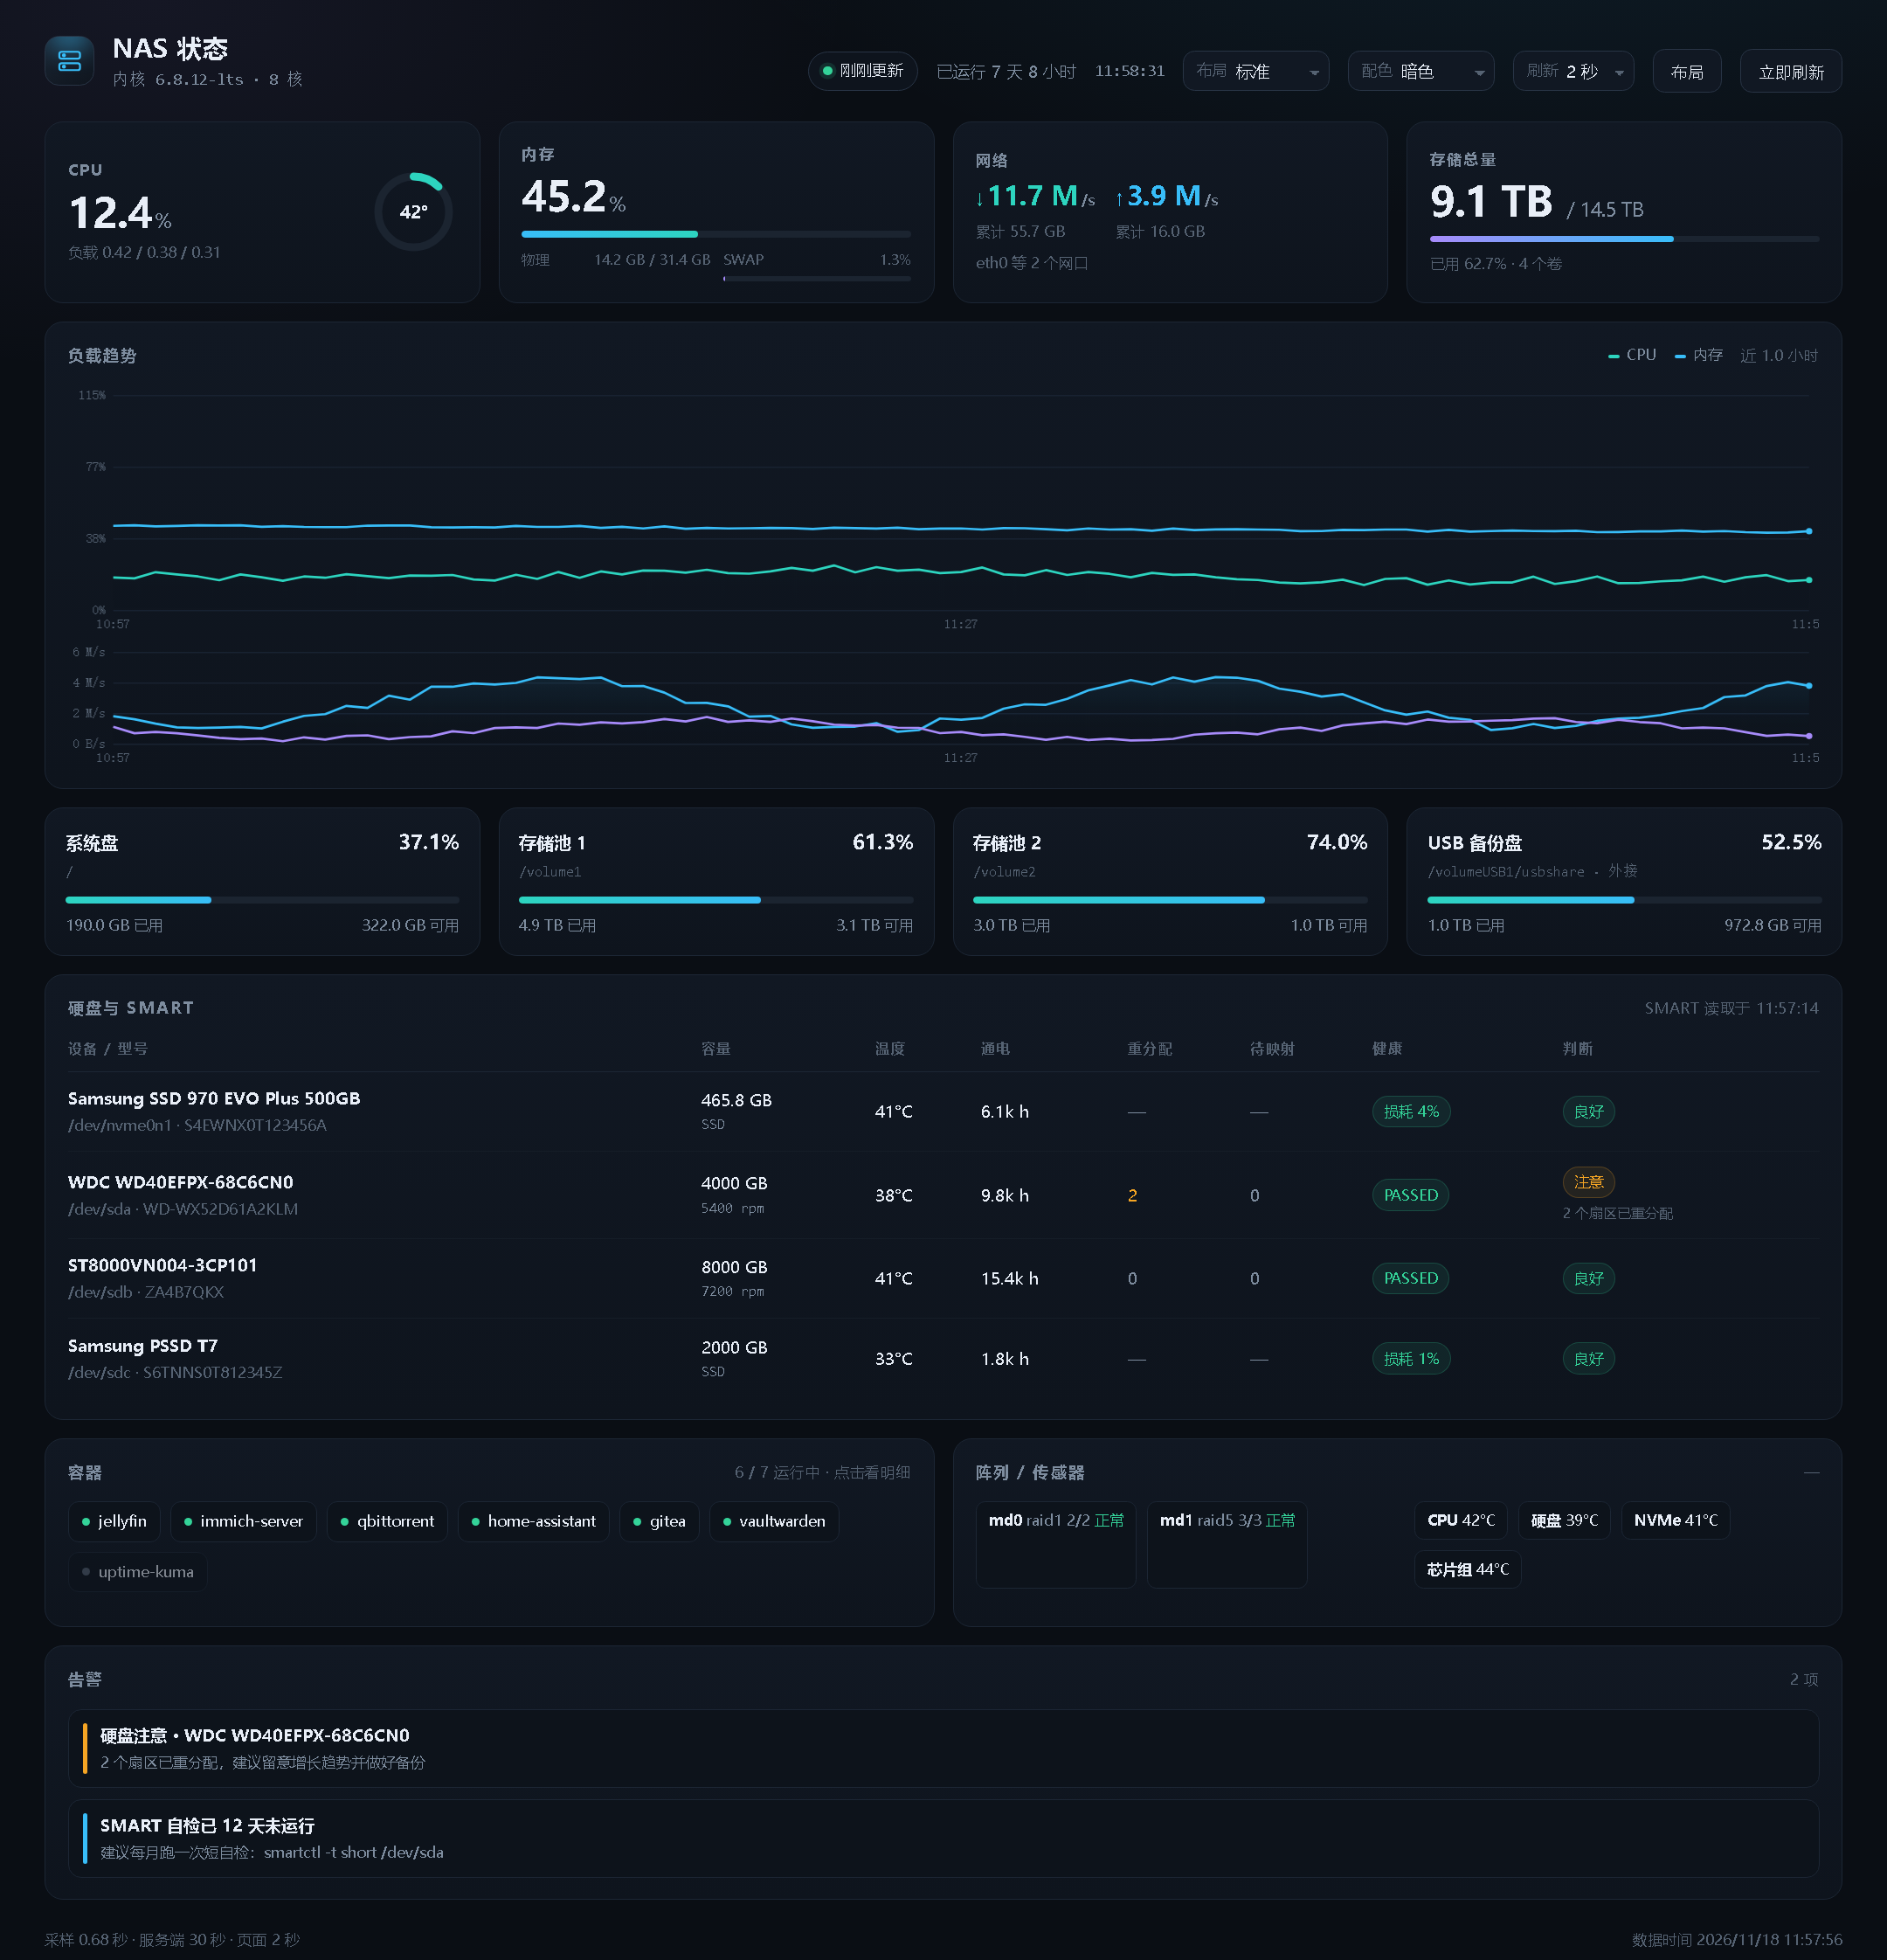 NAS 状态
内核 6.8.12-lts · 8 核
刚刚更新
已运行 7 天 8 小时
11:58:31
布局 标准
配色 暗色
刷新 2 秒
布局
立即刷新
CPU
12.4%
负载 0.42 / 0.38 / 0.31
42°
内存
45.2%
物理 14.2 GB / 31.4 GB SWAP 1.3%
网络
↓11.7 M/s ↑3.9 M/s
累计 55.7 GB 累计 16.0 GB
eth0 等 2 个网口
存储总量
9.1 TB / 14.5 TB
已用 62.7% · 4 个卷
负载趋势
CPU 内存 近 1.0 小时
115%
77%
38%
0%
10:57 11:27 11:5
6 M/s
4 M/s
2 M/s
0 B/s
10:57 11:27 11:5
系统盘 37.1%
/
190.0 GB 已用 322.0 GB 可用
存储池 1 61.3%
/volume1
4.9 TB 已用 3.1 TB 可用
存储池 2 74.0%
/volume2
3.0 TB 已用 1.0 TB 可用
USB 备份盘 52.5%
/volumeUSB1/usbshare · 外接
1.0 TB 已用 972.8 GB 可用
硬盘与 SMART SMART 读取于 11:57:14
设备 / 型号 容量 温度 通电 重分配 待映射 健康 判断
Samsung SSD 970 EVO Plus 500GB
/dev/nvme0n1 · S4EWNX0T123456A
465.8 GB
SSD
41°C 6.1k h — — 损耗 4% 良好
WDC WD40EFPX-68C6CN0
/dev/sda · WD-WX52D61A2KLM
4000 GB
5400 rpm
38°C 9.8k h 2 0 PASSED 注意
2 个扇区已重分配
ST8000VN004-3CP101
/dev/sdb · ZA4B7QKX
8000 GB
7200 rpm
41°C 15.4k h 0 0 PASSED 良好
Samsung PSSD T7
/dev/sdc · S6TNNS0T812345Z
2000 GB
SSD
33°C 1.8k h — — 损耗 1% 良好
容器 6 / 7 运行中 · 点击看明细
jellyfin immich-server qbittorrent home-assistant gitea vaultwarden
uptime-kuma
阵列 / 传感器 —
md0 raid1 2/2 正常 md1 raid5 3/3 正常
CPU 42°C 硬盘 39°C NVMe 41°C
芯片组 44°C
告警 2 项
硬盘注意 · WDC WD40EFPX-68C6CN0
2 个扇区已重分配，建议留意增长趋势并做好备份
SMART 自检已 12 天未运行
建议每月跑一次短自检：smartctl -t short /dev/sda
采样 0.68 秒 · 服务端 30 秒 · 页面 2 秒
数据时间 2026/11/18 11:57:56